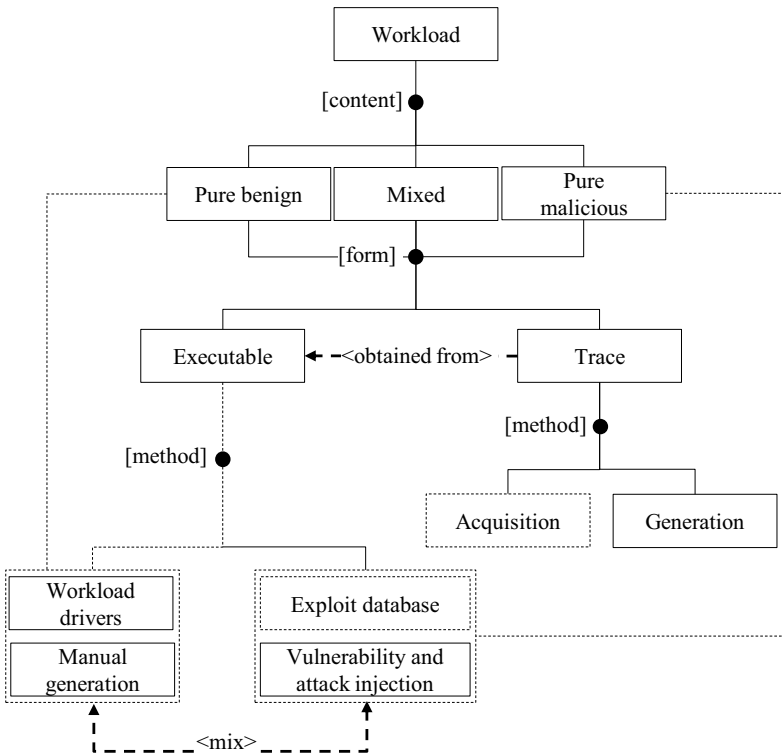 Workload
[content]
Pure benign
Mixed
Pure
malicious
[form]
Executable
<obtained from>
Trace
[method]
[method]
Acquisition
Generation
Workload
drivers
Exploit database
Manual
generation
Vulnerability and
attack injection
<mix>